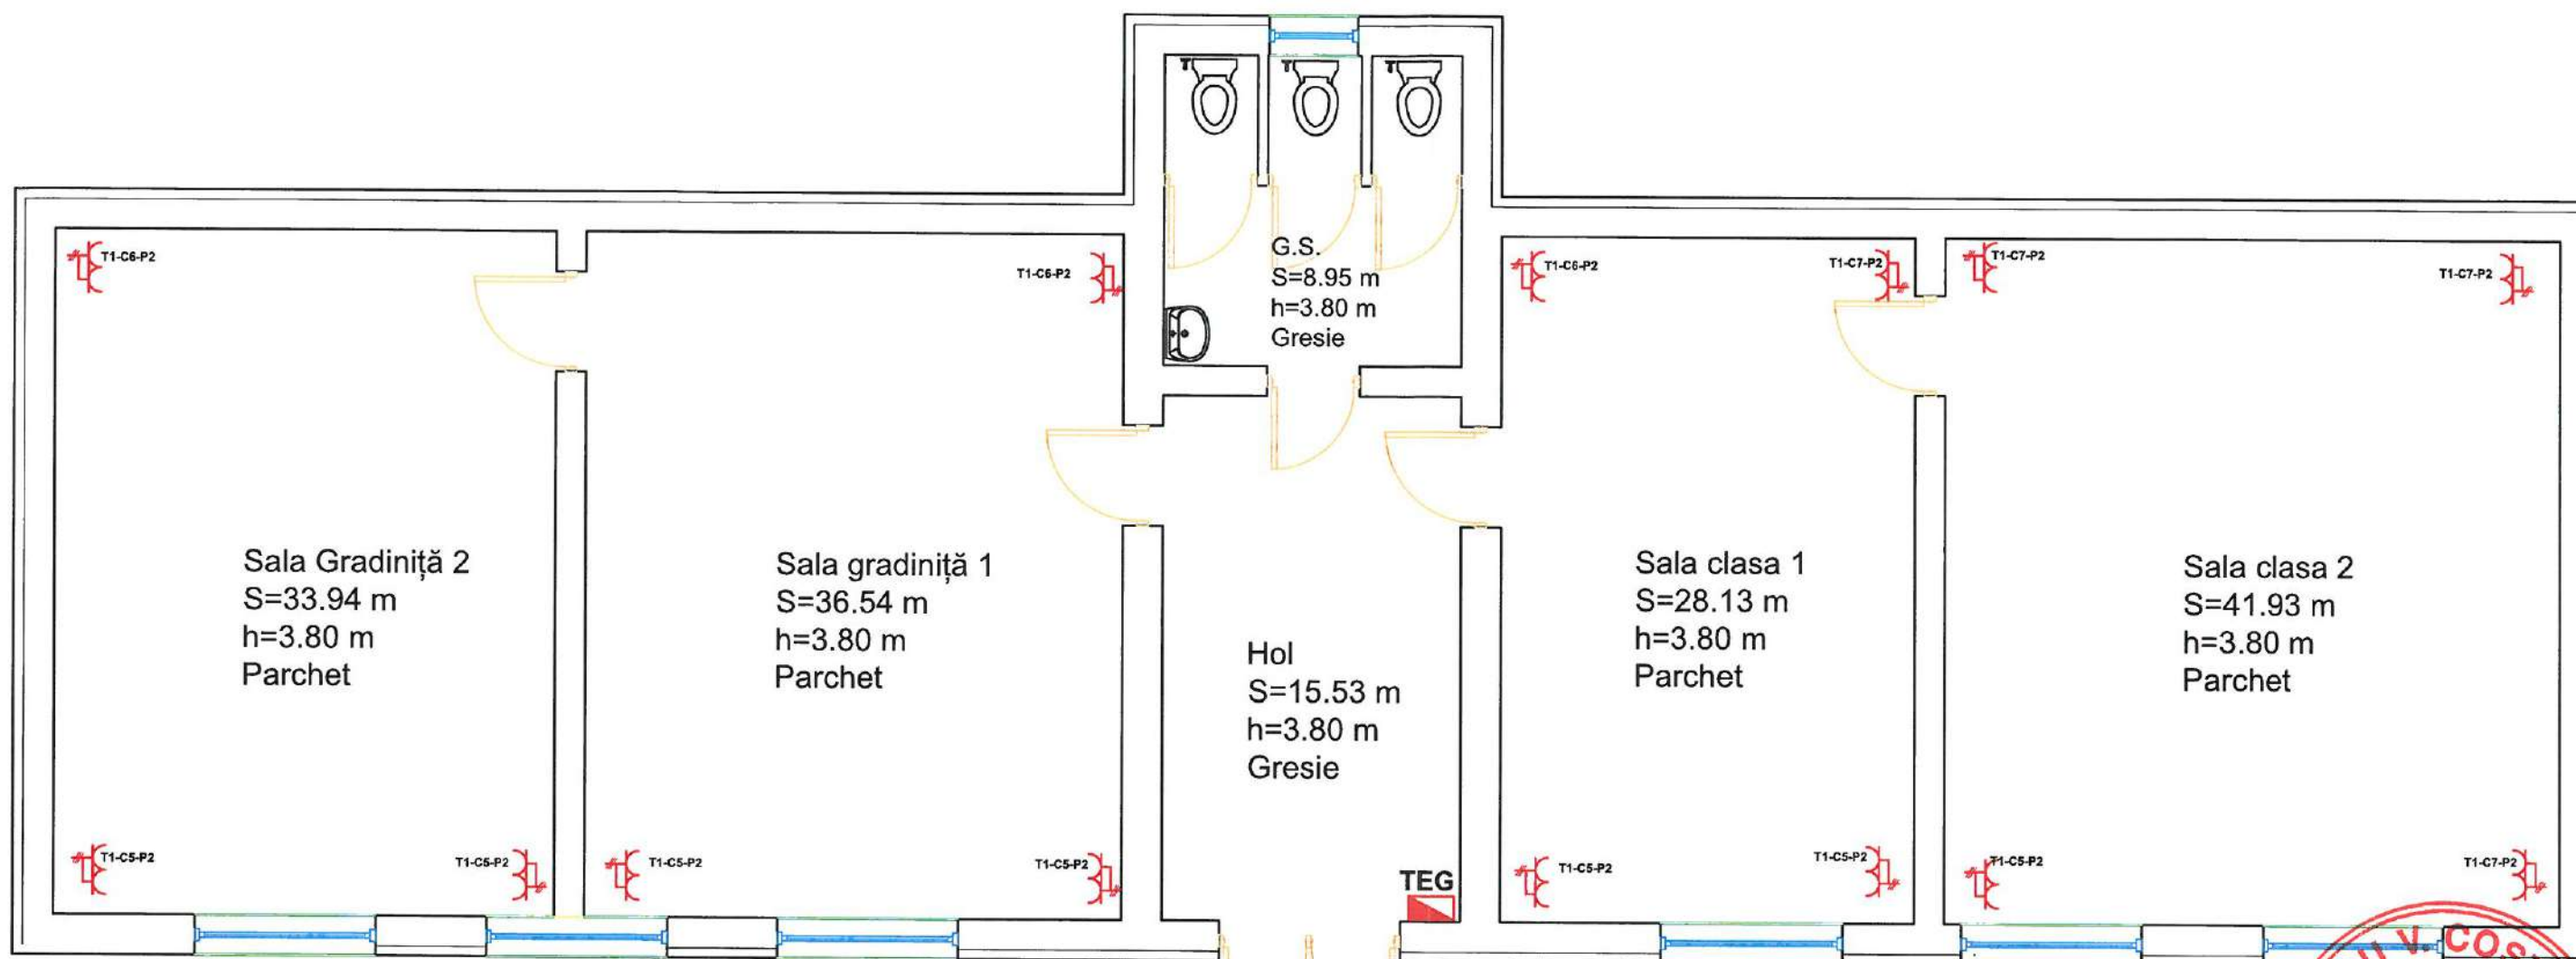 T
T
T
G.S.
S=8.95 m
h=3.80 m
Gresie
T1-C6-P2
T1-C6-P2
T1-C6-P2
T1-C7-P2
T1-C7-P2
T1-C7-P2
Sala Gradiniță 2
S=33.94 m
h=3.80 m
Parchet
Sala gradiniță 1
S=36.54 m
h=3.80 m
Parchet
Hol
S=15.53 m
h=3.80 m
Gresie
Sala clasa 1
S=28.13 m
h=3.80 m
Parchet
Sala clasa 2
S=41.93 m
h=3.80 m
Parchet
T1-C5-P2
T1-C5-P2
T1-C5-P2
T1-C5-P2
TEG
T1-C5-P2
T1-C5-P2
T1-C5-P2
T1-C7-P2